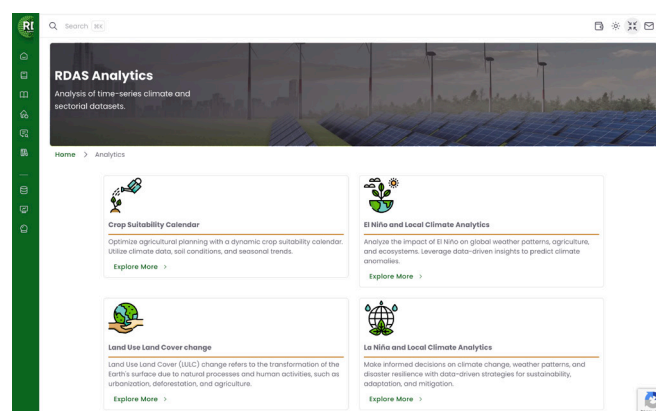 RD
Search ⌘K
RDAS Analytics
Analysis of time-series climate and
sectorial datasets.
Home > Analytics
Crop Suitability Calendar
Optimize agricultural planning with a dynamic crop suitability calendar.
Utilize climate data, soil conditions, and seasonal trends.
Explore More >
El Niño and Local Climate Analytics
Analyze the impact of El Niño on global weather patterns, agriculture,
and ecosystems. Leverage data-driven insights to predict climate
anomalies.
Explore More >
Land Use Land Cover change
Land Use Land Cover (LULC) change refers to the transformation of the
Earth's surface due to natural processes and human activities, such as
urbanization, deforestation, and agriculture.
Explore More >
La Niña and Local Climate Analytics
Make informed decisions on climate change, weather patterns, and
disaster resilience with data-driven strategies for sustainability,
adaptation, and mitigation.
Explore More >